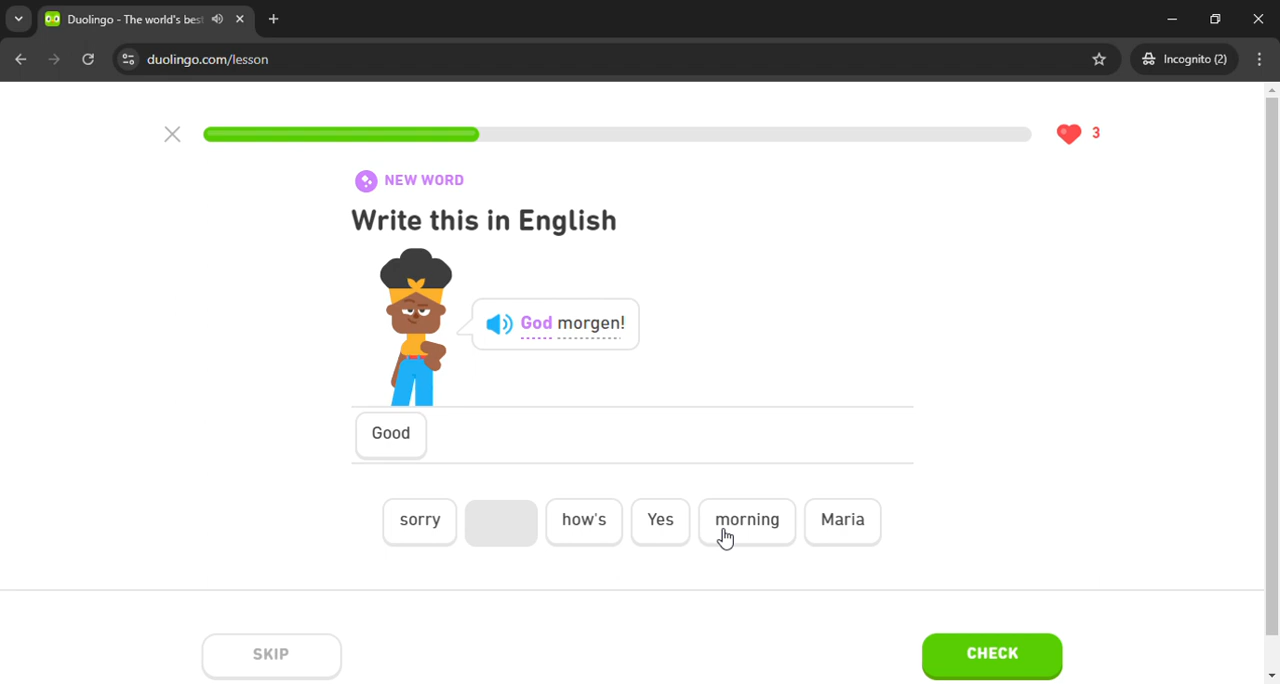 Duolingo - The world's best
duolingo.com/lesson
Incognito (2)
3
NEW WORD
Write this in English
God morgen!
Good
sorry
how's
Yes
morning
Maria
SKIP
CHECK